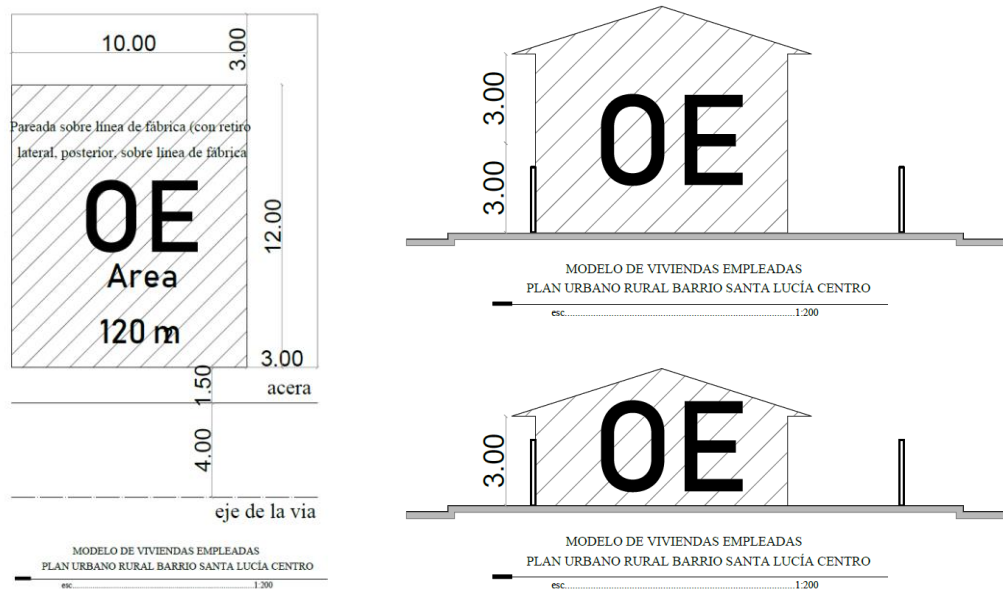 10.00
3.00
Pareada sobre línea de fábrica (con retiro
lateral, posterior, sobre línea de fábrica
OE
Area
120 m2
12.00
3.00
1.50
acera
4.00
eje de la via
MODELO DE VIVIENDAS EMPLEADAS
PLAN URBANO RURAL BARRIO SANTA LUCÍA CENTRO
esc. 1:200
3.00
3.00
OE
MODELO DE VIVIENDAS EMPLEADAS
PLAN URBANO RURAL BARRIO SANTA LUCÍA CENTRO
esc. 1:200
3.00
OE
MODELO DE VIVIENDAS EMPLEADAS
PLAN URBANO RURAL BARRIO SANTA LUCÍA CENTRO
esc. 1:200